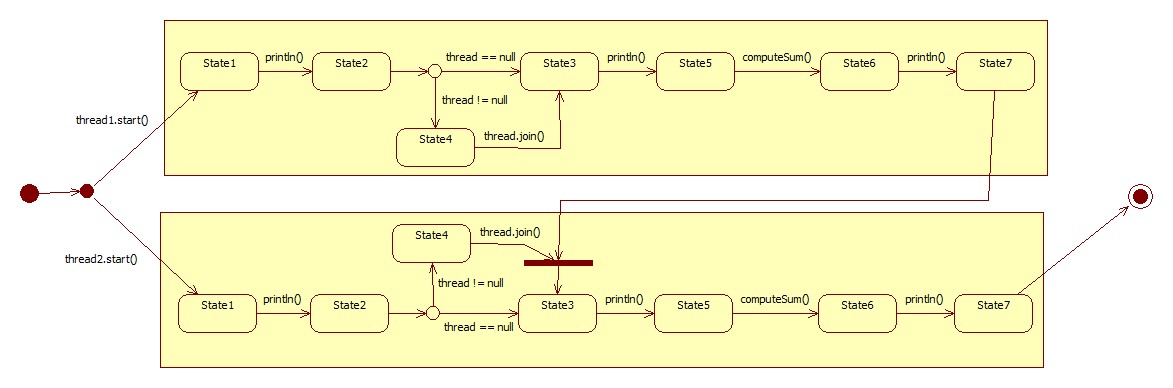 State1
println()
State2
thread == null
State3
println()
State5
computeSum()
State6
println()
State7
thread != null
thread1.start()
State4
thread.join()
State4
thread.join()
thread2.start()
thread != null
State1
println()
State2
thread == null
State3
println()
State5
computeSum()
State6
println()
State7